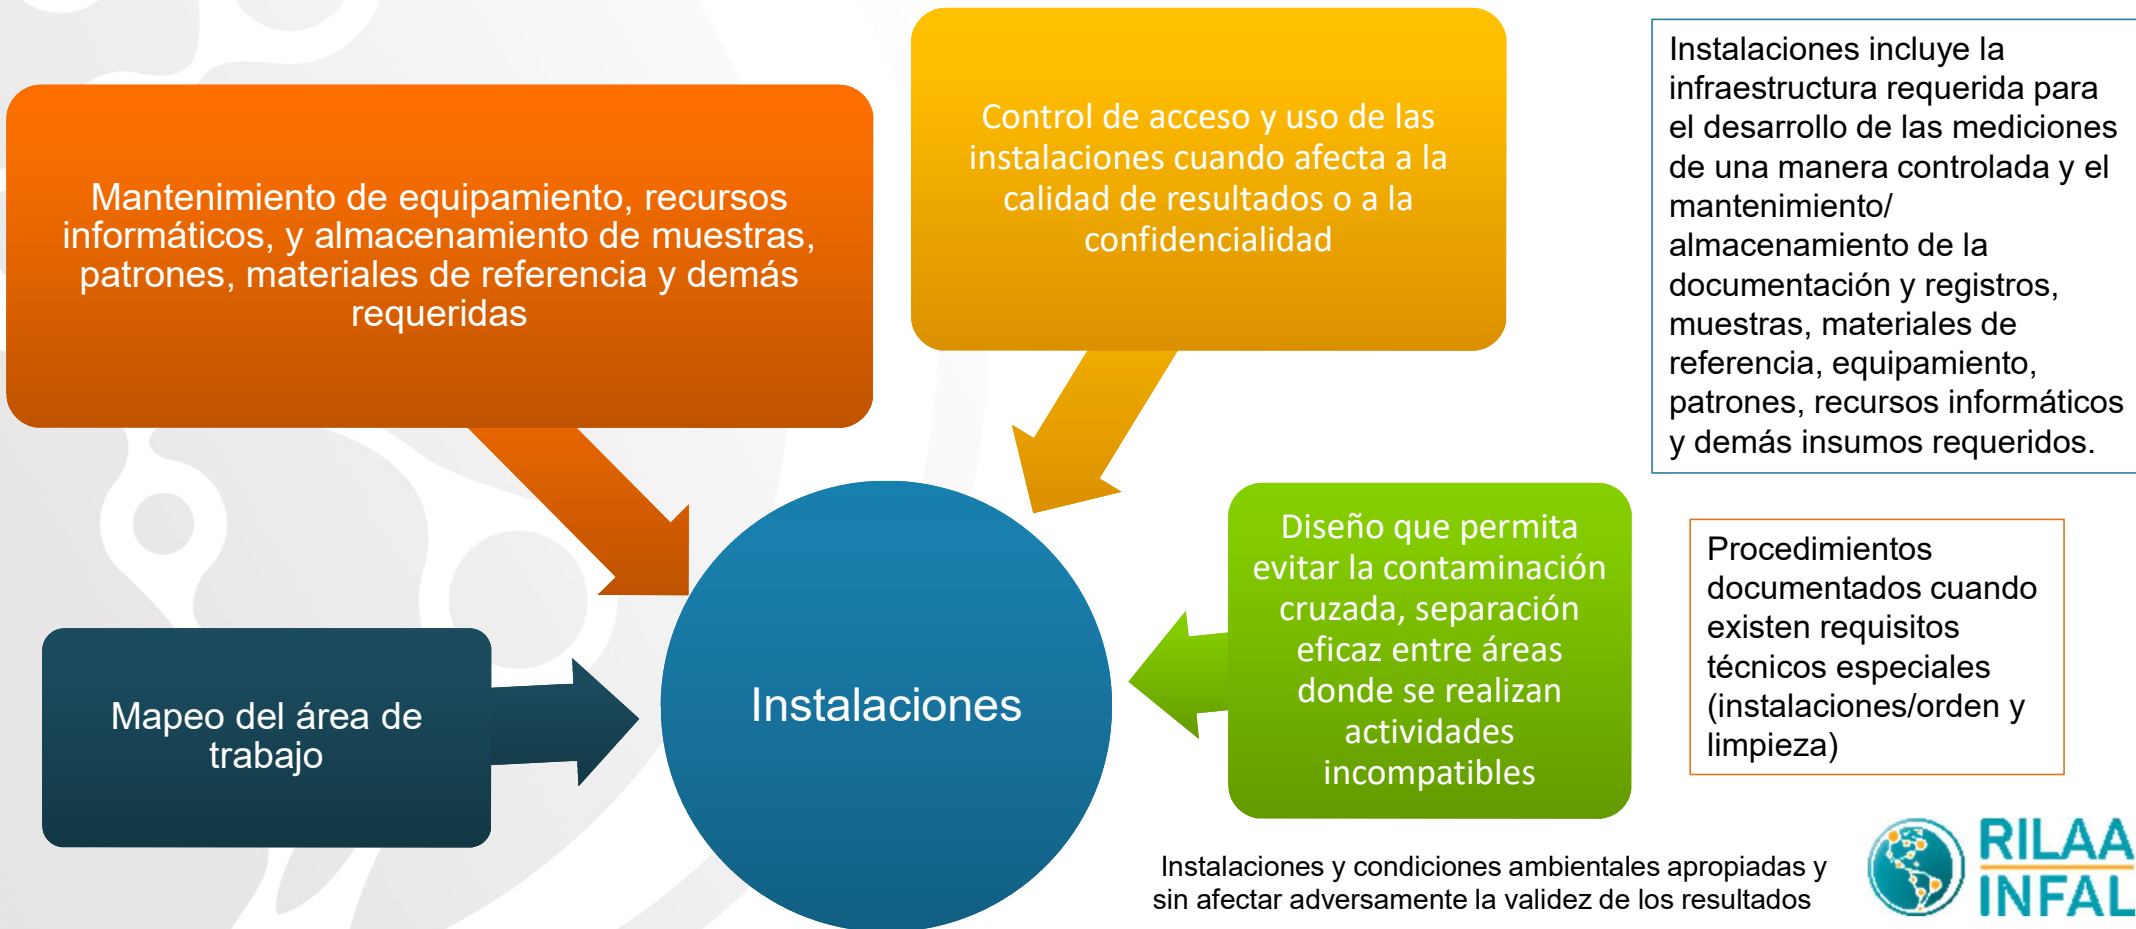 Mantenimiento de equipamiento, recursos
informáticos, y almacenamiento de muestras,
patrones, materiales de referencia y demás
requeridas
Control de acceso y uso de las
instalaciones cuando afecta a la
calidad de resultados o a la
confidencialidad
Instalaciones incluye la
infraestructura requerida para
el desarrollo de las mediciones
de una manera controlada y el
mantenimiento/
almacenamiento de la
documentación y registros,
muestras, materiales de
referencia, equipamiento,
patrones, recursos informáticos
y demás insumos requeridos.
Mapeo del área de
trabajo
Instalaciones
Diseño que permita
evitar la contaminación
cruzada, separación
eficaz entre áreas
donde se realizan
actividades
incompatibles
Procedimientos
documentados cuando
existen requisitos
técnicos especiales
(instalaciones/orden y
limpieza)
Instalaciones y condiciones ambientales apropiadas y
sin afectar adversamente la validez de los resultados
RILAA
INFAL